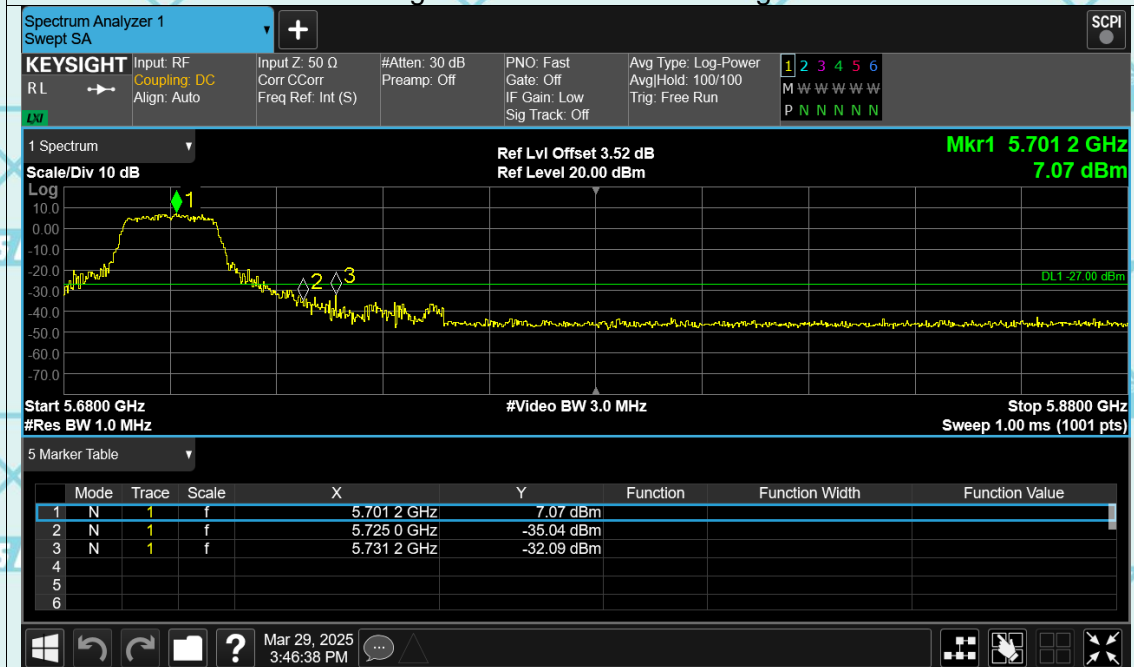 Spectrum Analyzer 1
Swept SA
+
SCPI
KEYSIGHT
RL
LXI
Input: RF
Coupling: DC
Align: Auto
Input Z: 50 Ω
Corr CCorr
Freq Ref: Int (S)
#Atten: 30 dB
Preamp: Off
PNO: Fast
Gate: Off
IF Gain: Low
Sig Track: Off
Avg Type: Log-Power
Avg|Hold: 100/100
Trig: Free Run
1 2 3 4 5 6
M W W W W W
P N N N N N
1 Spectrum
Scale/Div 10 dB
Ref Lvl Offset 3.52 dB
Ref Level 20.00 dBm
Mkr1 5.701 2 GHz
7.07 dBm
Log
10.0
0.00
-10.0
-20.0
-30.0
-40.0
-50.0
-60.0
-70.0
1
2
3
DL1 -27.00 dBm
Start 5.6800 GHz
#Res BW 1.0 MHz
#Video BW 3.0 MHz
Stop 5.8800 GHz
Sweep 1.00 ms (1001 pts)
5 Marker Table
Mode Trace Scale X Y Function Function Width Function Value
1 N 1 f 5.701 2 GHz 7.07 dBm
2 N 1 f 5.725 0 GHz -35.04 dBm
3 N 1 f 5.731 2 GHz -32.09 dBm
4
5
6
?
Mar 29, 2025
3:46:38 PM